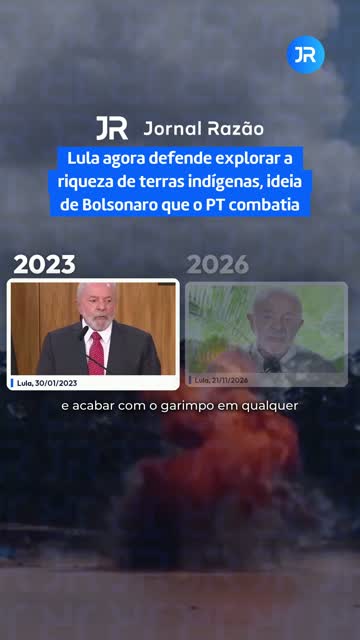 JR
JR Jornal Razão
Lula agora defende explorar a
riqueza de terras indígenas, ideia
de Bolsonaro que o PT combatia
2023
2026
Lula, 30/01/2023
Lula, 21/11/2026
e acabar com o garimpo em qualquer